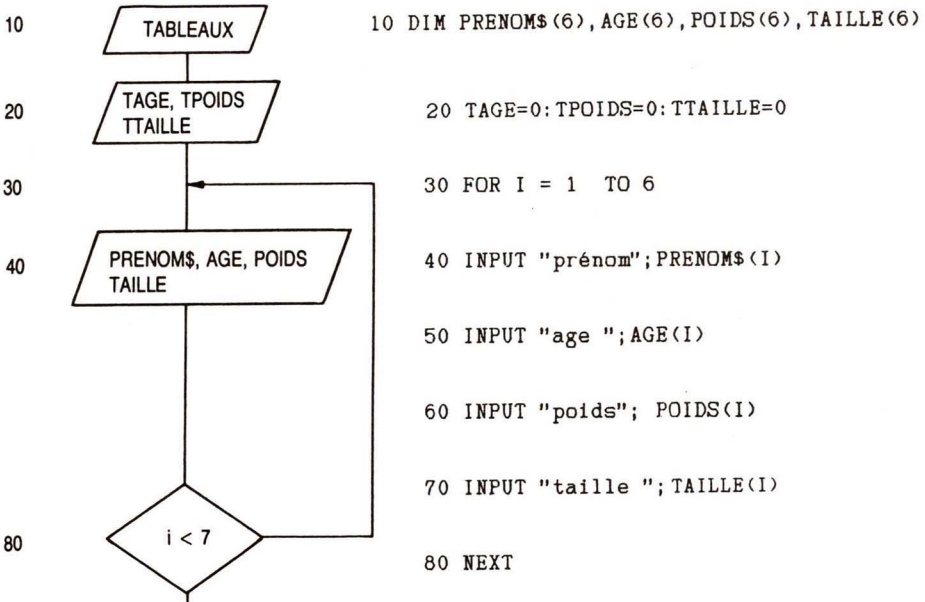 10 TABLEAUX 10 DIM PRENOM$(6),AGE(6),POIDS(6),TAILLE(6)
20 TAGE, TPOIDS 20 TAGE=0:TPOIDS=0:TTAILLE=0
TTAILLE
30 30 FOR I = 1 TO 6
40 PRENOM$, AGE, POIDS 40 INPUT "prénom";PRENOM$(I)
TAILLE
50 INPUT "age ";AGE(I)
60 INPUT "poids"; POIDS(I)
70 INPUT "taille ";TAILLE(I)
80 i < 7 80 NEXT